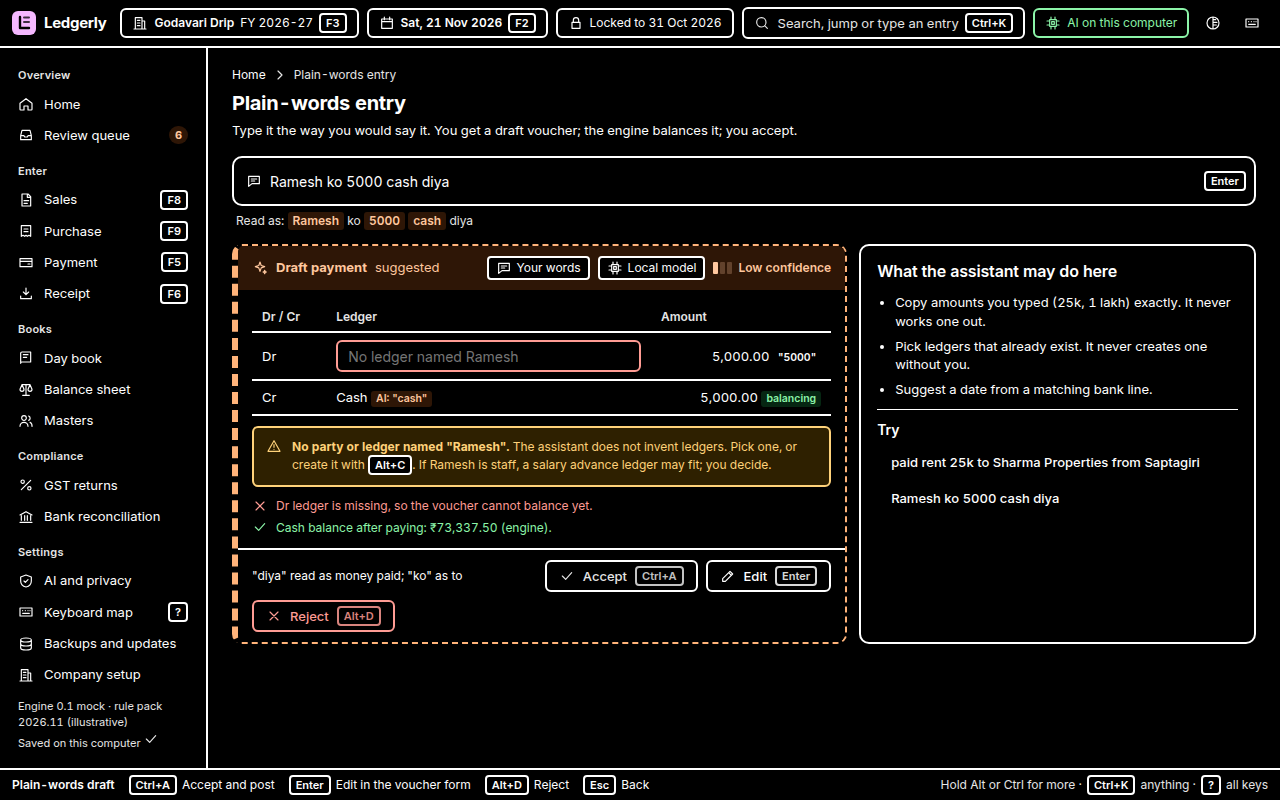 Ledgerly
Godavari Drip FY 2026-27 F3
Sat, 21 Nov 2026 F2
Locked to 31 Oct 2026
Search, jump or type an entry Ctrl+K
AI on this computer
Overview
Home
Review queue 6
Enter
Sales F8
Purchase F9
Payment F5
Receipt F6
Books
Day book
Balance sheet
Masters
Compliance
GST returns
Bank reconciliation
Settings
AI and privacy
Keyboard map ?
Backups and updates
Company setup
Engine 0.1 mock · rule pack
2026.11 (illustrative)
Saved on this computer
Home Plain-words entry
Plain-words entry
Type it the way you would say it. You get a draft voucher; the engine balances it; you accept.
Ramesh ko 5000 cash diya Enter
Read as: Ramesh ko 5000 cash diya
Draft payment suggested Your words Local model Low confidence
Dr / Cr Ledger Amount
Dr No ledger named Ramesh 5,000.00 "5000"
Cr Cash AI: "cash" 5,000.00 balancing
No party or ledger named "Ramesh". The assistant does not invent ledgers. Pick one, or
create it with Alt+C. If Ramesh is staff, a salary advance ledger may fit; you decide.
Dr ledger is missing, so the voucher cannot balance yet.
Cash balance after paying: ₹73,337.50 (engine).
"diya" read as money paid; "ko" as to Accept Ctrl+A Edit Enter
Reject Alt+D
What the assistant may do here
• Copy amounts you typed (25k, 1 lakh) exactly. It never
works one out.
• Pick ledgers that already exist. It never creates one
without you.
• Suggest a date from a matching bank line.
Try
paid rent 25k to Sharma Properties from Saptagiri
Ramesh ko 5000 cash diya
Plain-words draft Ctrl+A Accept and post Enter Edit in the voucher form Alt+D Reject Esc Back
Hold Alt or Ctrl for more · Ctrl+K anything · ? all keys